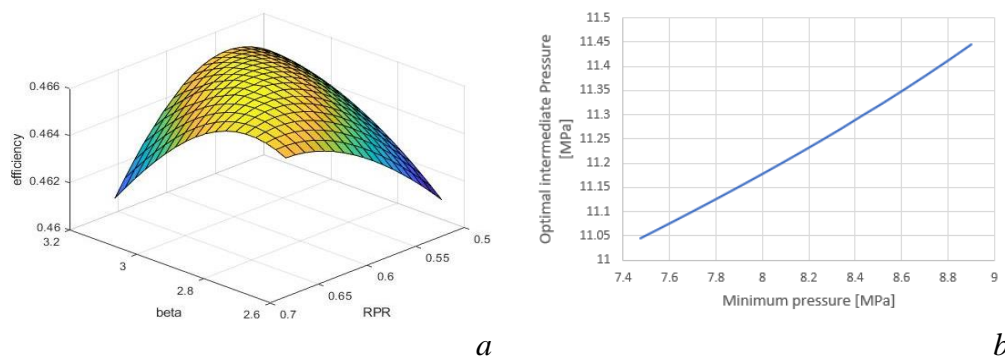 efficiency
0.466
0.464
0.462
0.46
3.2
3
2.8
2.6
beta
0.7
0.65
0.6
0.55
0.5
RPR
a
Optimal intermediate Pressure
[MPa]
11.5
11.45
11.4
11.35
11.3
11.25
11.2
11.15
11.1
11.05
11
7.4 7.6 7.8 8 8.2 8.4 8.6 8.8 9
Minimum pressure [MPa]
b